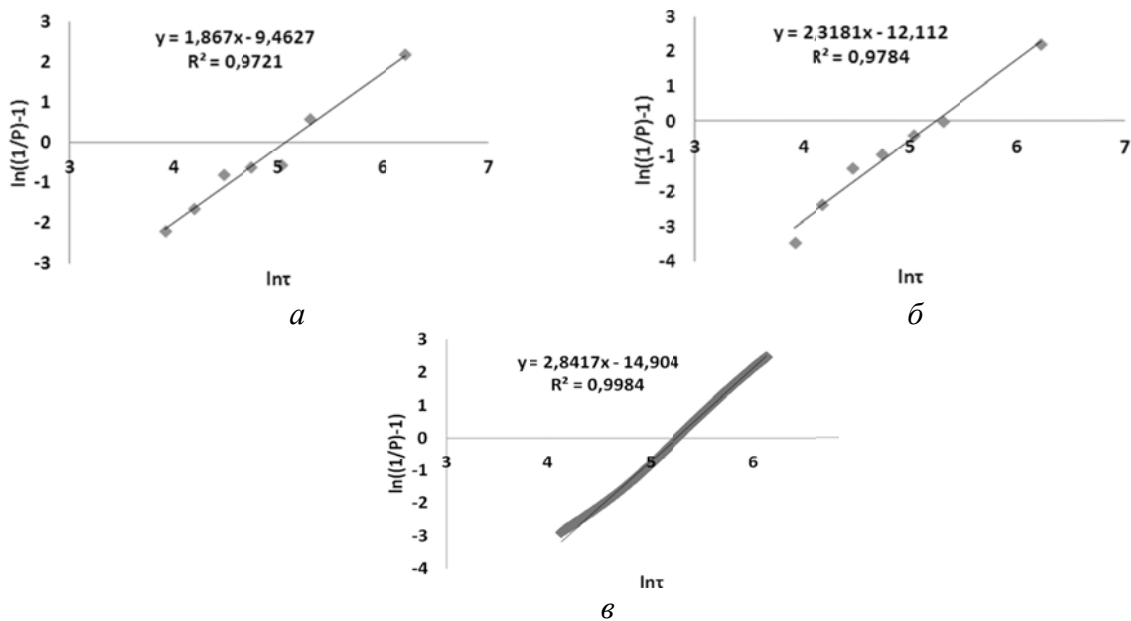 y = 1,867x - 9,4627
R² = 0,9721
ln((1/P)-1)
3
2
1
0
-1
-2
-3
3 4 5 6 7
lnτ
а
y = 2,3181x - 12,112
R² = 0,9784
ln((1/P)-1)
3
2
1
0
-1
-2
-3
-4
3 4 5 6 7
lnτ
б
y = 2,8417x - 14,904
R² = 0,9984
ln((1/P)-1)
3
2
1
0
-1
-2
-3
-4
3 4 5 6
lnτ
в